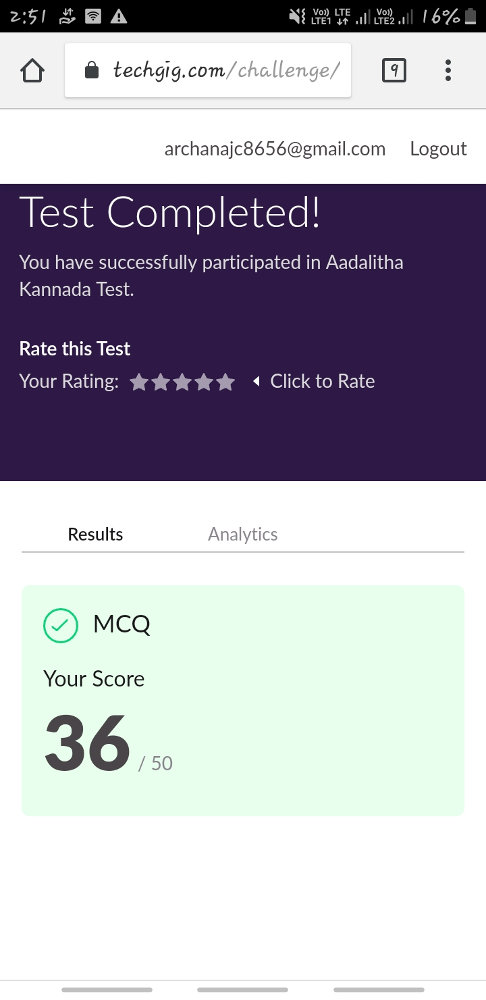 2:51 Vo)) LTE LTE1 Vo)) LTE2 16%
techgig.com/challenge/ 9
archanajc8656@gmail.com Logout
Test Completed!
You have successfully participated in Aadalitha
Kannada Test.
Rate this Test
Your Rating: Click to Rate
Results Analytics
MCQ
Your Score
36 / 50